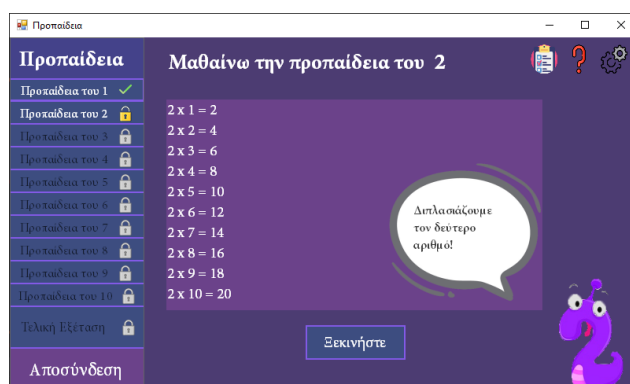 Προπαίδεια
Προπαίδεια
Μαθαίνω την προπαίδεια του 2
Προπαίδεια του 1
Προπαίδεια του 2
Προπαίδεια του 3
Προπαίδεια του 4
Προπαίδεια του 5
Προπαίδεια του 6
Προπαίδεια του 7
Προπαίδεια του 8
Προπαίδεια του 9
Προπαίδεια του 10
Τελική Εξέταση
Αποσύνδεση
2 x 1 = 2
2 x 2 = 4
2 x 3 = 6
2 x 4 = 8
2 x 5 = 10
2 x 6 = 12
2 x 7 = 14
2 x 8 = 16
2 x 9 = 18
2 x 10 = 20
Διπλασιάζουμε
τον δεύτερο
αριθμό!
Ξεκινήστε